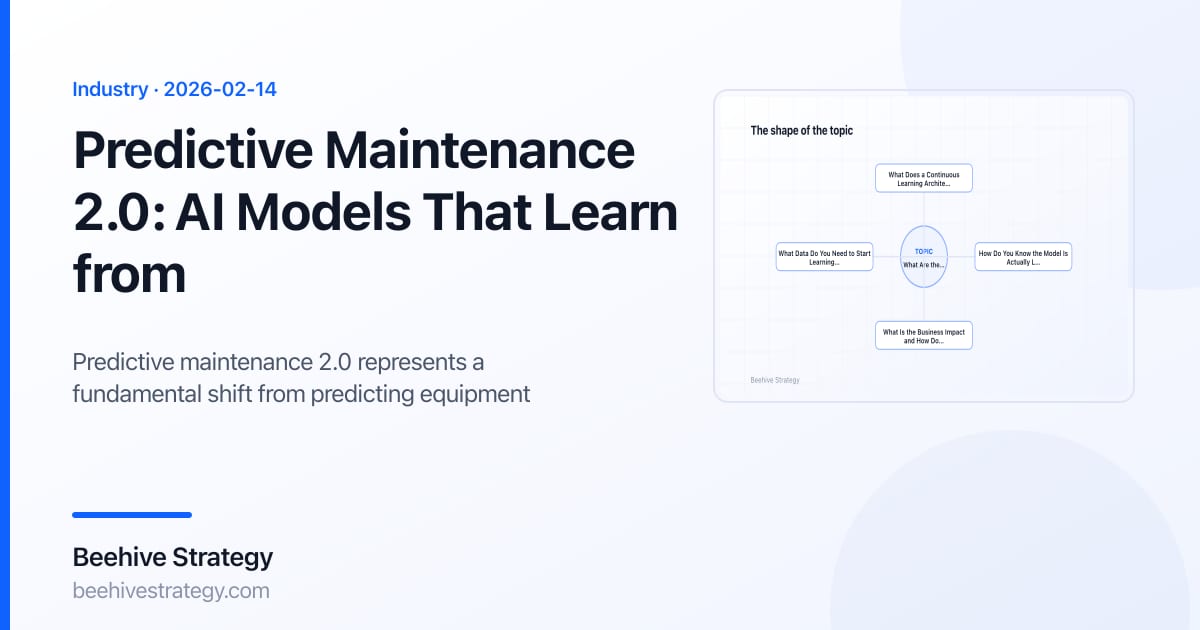 Industry · 2026-02-14
Predictive Maintenance
2.0: AI Models That Learn
from
Predictive maintenance 2.0 represents a
fundamental shift from predicting equipment
Beehive Strategy
beehivestrategy.com
The shape of the topic
What Does a Continuous
Learning Archite...
What Data Do You Need to Start
Learning...
TOPIC
What Are the...
How Do You Know the Model Is
Actually L...
What Is the Business Impact
and How Do...
Beehive Strategy